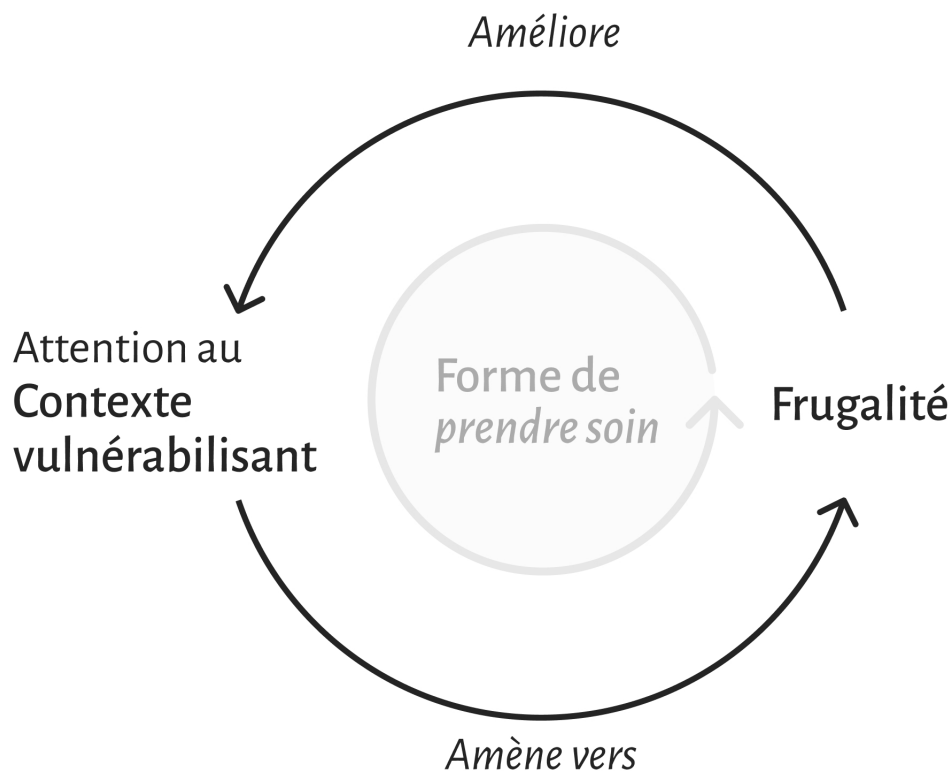 Améliore
Attention au
Contexte
vulnérabilisant
Forme de
prendre soin
Frugalité
Amène vers